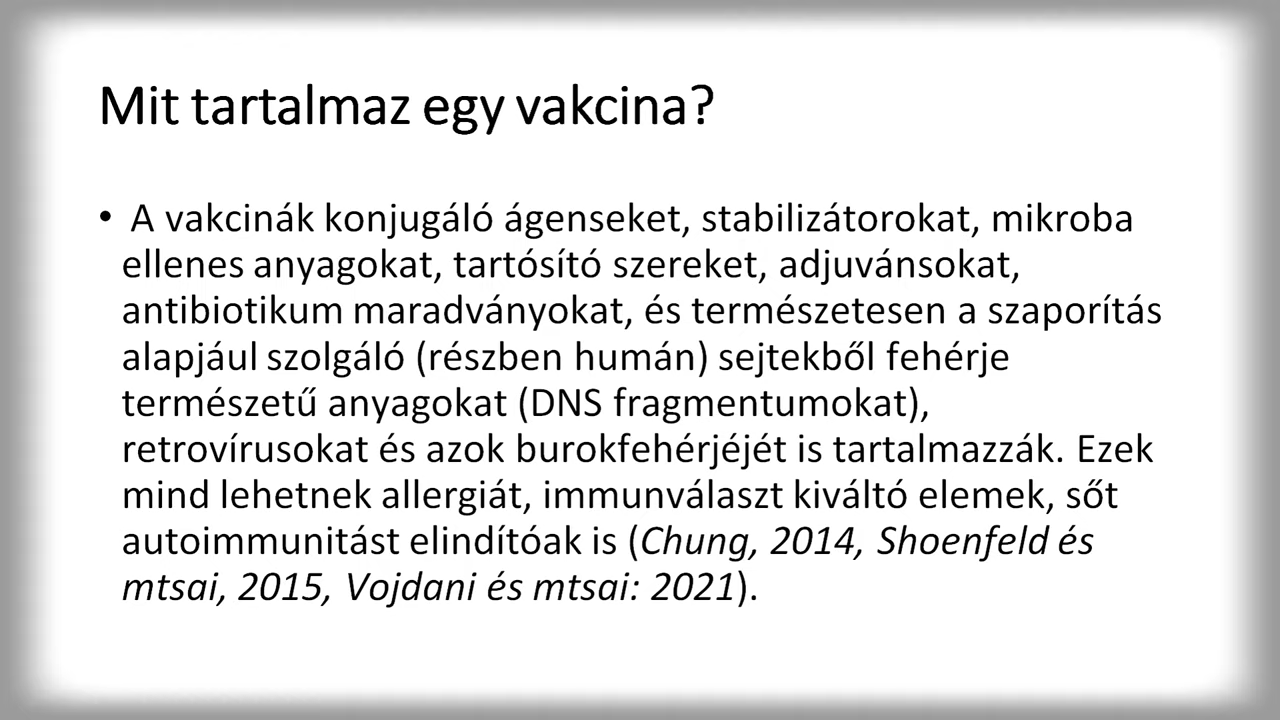 Mit tartalmaz egy vakcina?
• A vakcinák konjugáló ágenseket, stabilizátorokat, mikroba
ellenes anyagokat, tartósító szereket, adjuvánsokat,
antibiotikum maradványokat, és természetesen a szaporítás
alapjául szolgáló (részben humán) sejtekből fehérje
természetű anyagokat (DNS fragmentumokat),
retrovírusokat és azok burokfehérjéjét is tartalmazzák. Ezek
mind lehetnek allergiát, immunválaszt kiváltó elemek, sőt
autoimmunitást elindítóak is (Chung, 2014, Shoenfeld és
mtsai, 2015, Vojdani és mtsai: 2021).